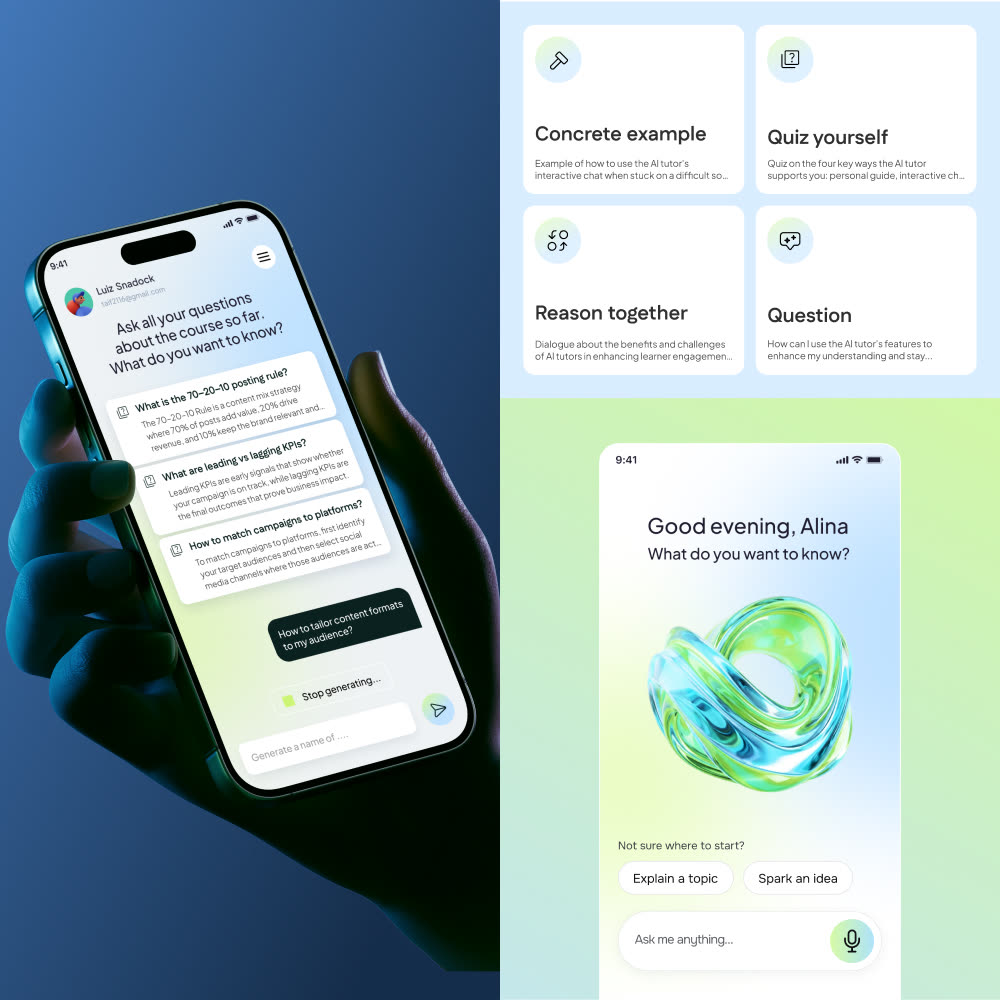 9:41
Luiz Snadock
Ask all your questions
about the course so far.
What do you want to know?
What is the 70–20–10 posting rule?
The 70–20–10 Rule is a content mix strategy
where 70% of posts add value, 20% drive
revenue, and 10% keep the brand relevant and...
What are leading vs lagging KPIs?
Leading KPIs are early signals that show whether
your campaign is on track, while lagging KPIs are
the final outcomes that prove business impact.
How to match campaigns to platforms?
To match campaigns to platforms, first identify
your target audiences and then select social
media channels where those audiences are act...
How to tailor content formats
to my audience?
Stop generating...
Generate a name of ....
Concrete example
Example of how to use the AI tutor's
interactive chat when stuck on a difficult so...
Quiz yourself
Quiz on the four key ways the AI tutor
supports you: personal guide, interactive ch...
Reason together
Dialogue about the benefits and challenges
of AI tutors in enhancing learner engagemen...
Question
How can I use the AI tutor's features to
enhance my understanding and stay...
9:41
Good evening, Alina
What do you want to know?
Not sure where to start?
Explain a topic
Spark an idea
Ask me anything...